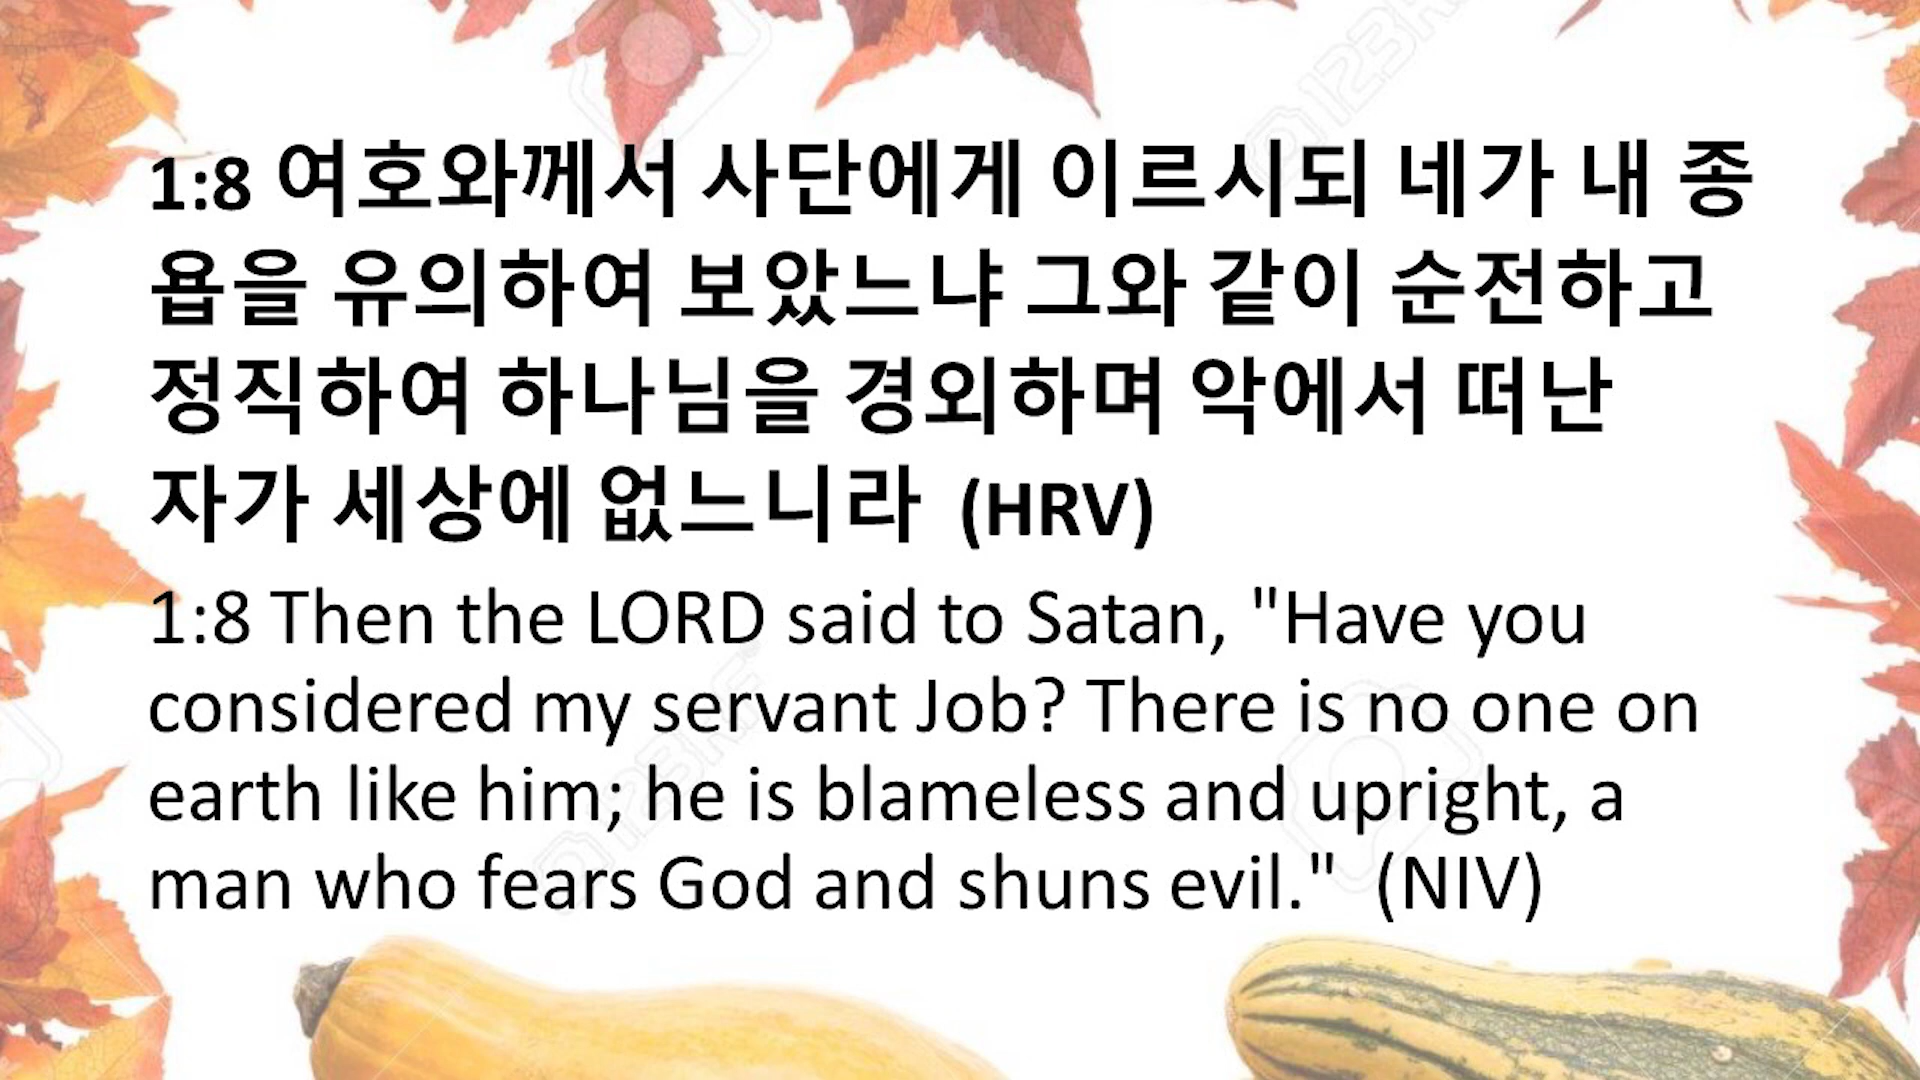 1:8 여호와께서 사단에게 이르시되 네가 내 종
욥을 유의하여 보았느냐 그와 같이 순전하고
정직하여 하나님을 경외하며 악에서 떠난
자가 세상에 없느니라  (HRV)
1:8 Then the LORD said to Satan, "Have you
considered my servant Job? There is no one on
earth like him; he is blameless and upright, a
man who fears God and shuns evil."  (NIV)
123RF
123RF